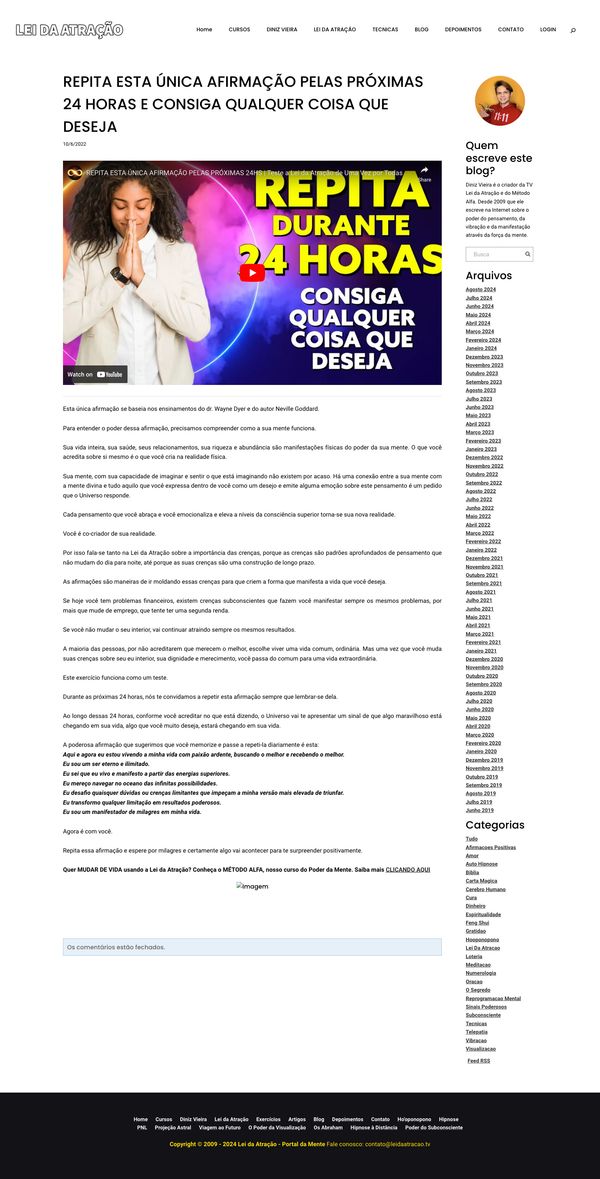 LEI DA ATRAÇÃO
Home CURSOS DINIZ VIEIRA LEI DA ATRAÇÃO TECNICAS BLOG DEPOIMENTOS CONTATO LOGIN
REPITA ESTA ÚNICA AFIRMAÇÃO PELAS PRÓXIMAS
24 HORAS E CONSIGA QUALQUER COISA QUE
DESEJA
10/6/2022
REPITA ESTA ÚNICA AFIRMAÇÃO PELAS PRÓXIMAS 24HS | Teste a Lei da Atração de Uma Vez por Todas
Share
REPITA
DURANTE
24 HORAS
CONSIGA
QUALQUER
COISA QUE
DESEJA
Watch on YouTube
Esta única afirmação se baseia nos ensinamentos do dr. Wayne Dyer e do autor Neville Goddard.
Para entender o poder dessa afirmação, precisamos compreender como a sua mente funciona.
Sua vida inteira, sua saúde, seus relacionamentos, sua riqueza e abundância são manifestações físicas do poder da sua mente. O que você
acredita sobre si mesmo é o que você cria na realidade física.
Sua mente, com sua capacidade de imaginar e sentir o que está imaginando não existem por acaso. Há uma conexão entre a sua mente com
a mente divina e tudo aquilo que você expressa dentro de você como um desejo e emite alguma emoção sobre este pensamento é um pedido
que o Universo responde.
Cada pensamento que você abraça e você emocionaliza e eleva a níveis da consciência superior torna-se sua nova realidade.
Você é co-criador de sua realidade.
Por isso fala-se tanto na Lei da Atração sobre a importância das crenças, porque as crenças são padrões aprofundados de pensamento que
não mudam do dia para noite, até porque as suas crenças são uma construção de longo prazo.
As afirmações são maneiras de ir moldando essas crenças para que criem a forma que manifesta a vida que você deseja.
Se hoje você tem problemas financeiros, existem crenças subconscientes que fazem você manifestar sempre os mesmos problemas, por
mais que mude de emprego, que tente ter uma segunda renda.
Se você não mudar o seu interior, vai continuar atraindo sempre os mesmos resultados.
A maioria das pessoas, por não acreditarem que merecem o melhor, escolhe viver uma vida comum, ordinária. Mas uma vez que você muda
suas crenças sobre seu eu interior, sua dignidade e merecimento, você passa do comum para uma vida extraordinária.
Este exercício funciona como um teste.
Durante as próximas 24 horas, nós te convidamos a repetir esta afirmação sempre que lembrar-se dela.
Ao longo dessas 24 horas, conforme você acreditar no que está dizendo, o Universo vai te apresentar um sinal de que algo maravilhoso está
chegando em sua vida, algo que você muito deseja, estará chegando em sua vida.
A poderosa afirmação que sugerimos que você memorize e passe a repeti-la diariamente é esta:
Aqui e agora eu estou vivendo a minha vida com paixão ardente, buscando o melhor e recebendo o melhor.
Eu sou um ser eterno e ilimitado.
Eu sei que eu vivo e manifesto a partir das energias superiores.
Eu mereço navegar no oceano das infinitas possibilidades.
Eu desafio quaisquer dúvidas ou crenças limitantes que impeçam a minha versão mais elevada de triunfar.
Eu transformo qualquer limitação em resultados poderosos.
Eu sou um manifestador de milagres em minha vida.
Agora é com você.
Repita essa afirmação e espere por milagres e certamente algo vai acontecer para te surpreender positivamente.
Quer MUDAR DE VIDA usando a Lei da Atração? Conheça o MÉTODO ALFA, nosso curso do Poder da Mente. Saiba mais CLICANDO AQUI
Imagem
Os comentários estão fechados.
11:11
Quem
escreve este
blog?
Diniz Vieira é o criador da TV
Lei da Atração e do Método
Alfa. Desde 2009 que ele
escreve na Internet sobre o
poder do pensamento, da
vibração e da manifestação
através da força da mente.
Busca
Arquivos
Agosto 2024
Julho 2024
Junho 2024
Maio 2024
Abril 2024
Março 2024
Fevereiro 2024
Janeiro 2024
Dezembro 2023
Novembro 2023
Outubro 2023
Setembro 2023
Agosto 2023
Julho 2023
Junho 2023
Maio 2023
Abril 2023
Março 2023
Fevereiro 2023
Janeiro 2023
Dezembro 2022
Novembro 2022
Outubro 2022
Setembro 2022
Agosto 2022
Julho 2022
Junho 2022
Maio 2022
Abril 2022
Março 2022
Fevereiro 2022
Janeiro 2022
Dezembro 2021
Novembro 2021
Outubro 2021
Setembro 2021
Agosto 2021
Julho 2021
Junho 2021
Maio 2021
Abril 2021
Março 2021
Fevereiro 2021
Janeiro 2021
Dezembro 2020
Novembro 2020
Outubro 2020
Setembro 2020
Agosto 2020
Julho 2020
Junho 2020
Maio 2020
Abril 2020
Março 2020
Fevereiro 2020
Janeiro 2020
Dezembro 2019
Novembro 2019
Outubro 2019
Setembro 2019
Agosto 2019
Julho 2019
Junho 2019
Categorias
Tudo
Afirmacoes Positivas
Amor
Auto Hipnose
Biblia
Carta Magica
Cerebro Humano
Cura
Dinheiro
Espiritualidade
Feng Shui
Gratidao
Hooponopono
Lei Da Atracao
Loteria
Meditacao
Numerologia
Oracao
O Segredo
Reprogramacao Mental
Sinais Poderosos
Subconsciente
Tecnicas
Telepatia
Vibracao
Visualizacao
Feed RSS
Home Cursos Diniz Vieira Lei da Atração Exercícios Artigos Blog Depoimentos Contato Ho'oponopono Hipnose
PNL Projeção Astral Viagem ao Futuro O Poder da Visualização Os Abraham Hipnose à Distância Poder do Subconsciente
Copyright © 2009 - 2024 Lei da Atração - Portal da Mente Fale conosco: contato@leidaatracao.tv